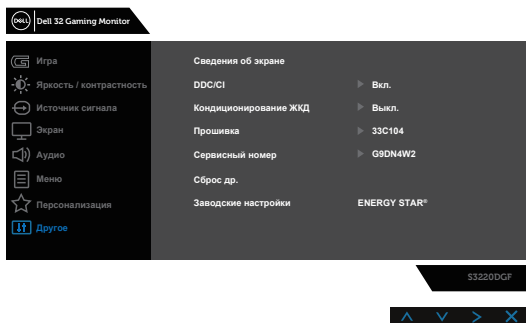 DELL Dell 32 Gaming Monitor
Игра
Яркость / контрастность
Источник сигнала
Экран
Аудио
Меню
Персонализация
Другое
Сведения об экране
DDC/CI Вкл.
Кондиционирование ЖКД Выкл.
Прошивка 33C104
Сервисный номер G9DN4W2
Сброс др.
Заводские настройки ENERGY STAR®
S3220DGF